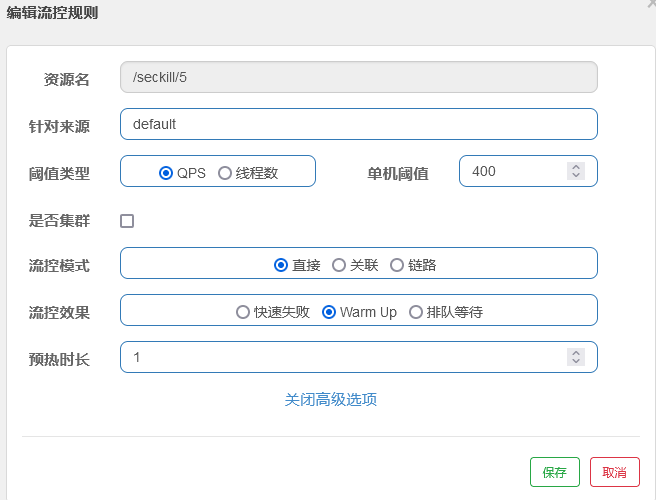 编辑流控规则
资源名 /seckill/5
针对来源 default
阈值类型 QPS 线程数 单机阈值 400
是否集群
流控模式 直接 关联 链路
流控效果 快速失败 Warm Up 排队等待
预热时长 1
关闭高级选项
保存 取消